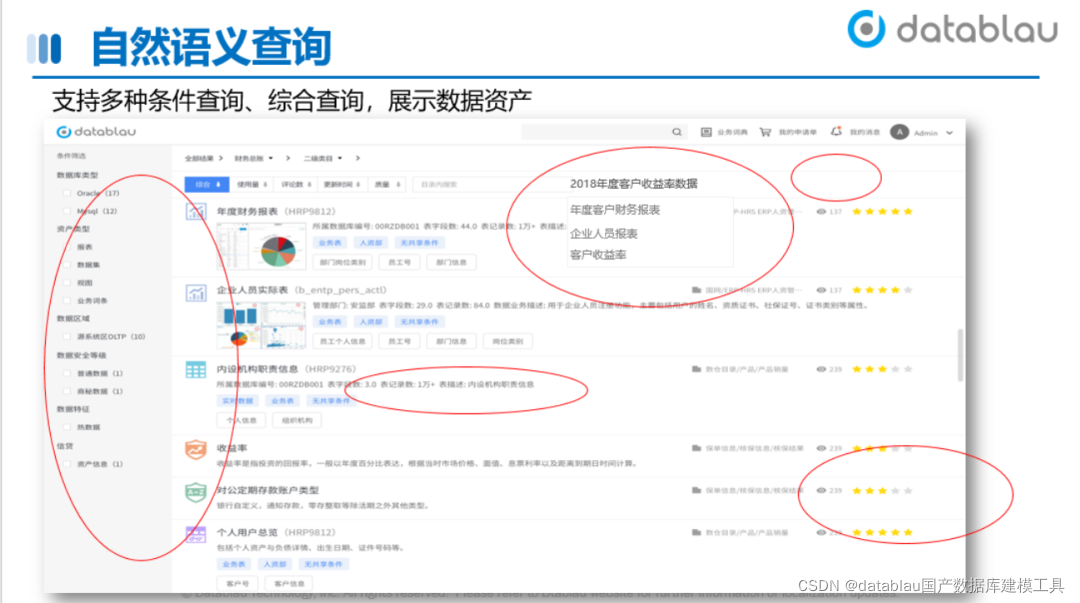 自然语义查询
datablau
支持多种条件查询、综合查询，展示数据资产
datablau
业务词典
我的申请单
我的消息
A
Admin
条件筛选
数据库类型
Oracle (17)
Mysql (12)
资产类型
报表
数据集
视图
业务词条
数据区域
源系统区OLTP (10)
数据安全等级
普通数据 (1)
商秘数据 (1)
数据特征
热数据
信贷
资产信息 (1)
全部结果 > 财务总账 > 二级类目 >
综合 使用量 评论数 更新时间 质量 目录内搜索
2018年度客户收益率数据
年度客户财务报表
企业人员报表
客户收益率
年度财务报表 (HRP9812)
P-HRS ERP人资管···
137
所属数据库编号: 00RZDB001 表字段数: 44.0 表记录数: 1万+ 表描述:
业务表 人资部 无共享条件
部门岗位类别 员工号 部门信息
企业人员实际表 (b_entp_pers_actl)
国网/ERP-HRS ERP人资管···
137
管理部门: 安监部 表字段数: 29.0 表记录数: 84.0 数据业务描述: 用于企业人员注册功能，主要包括用户的姓名、资质证书、社保证号、证书类别等属性。
业务表 人资部 无共享条件
员工个人信息 员工号 部门信息 岗位类别
内设机构职责信息 (HRP9276)
数仓目录/产品/产品销量
239
所属数据库编号: 00RZDB001 表字段数: 3.0 表记录数: 1万+ 表描述: 内设机构职责信息
实时数据 业务表 无共享条件
个人信息 组织机构
收益率
保单信息/核保信息/核保结果
239
收益率是指投资的回报率，一般以年度百分比表达，根据当时市场价格、面值、息票利率以及距离到期日时间计算。
对公定期存款账户类型
保单信息/核保信息/核保结果
239
银行自定义，通知存款，零存整取等除活期之外其他类型。
个人用户总览 (HRP9812)
数仓目录/产品/产品销量
239
包括个人资产与负债详情、出生日期、证件号码等。
业务表 人资部 无共享条件
客户号 客户信息
CSDN @datablau国产数据库建模工具